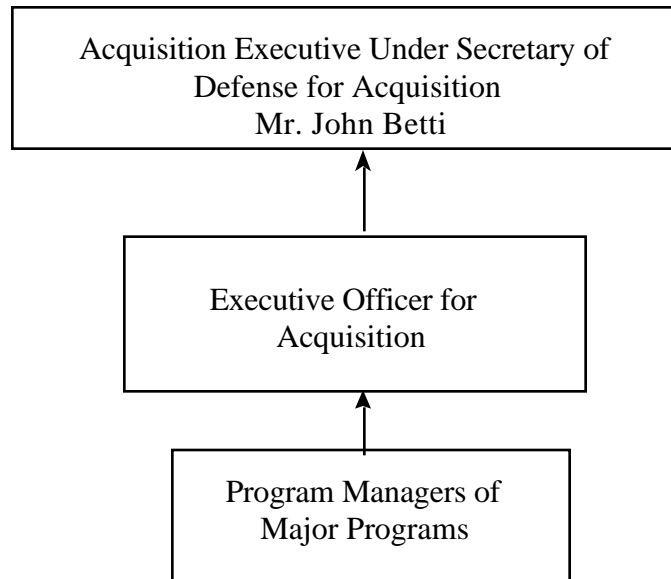 Acquisition Executive Under Secretary of
Defense for Acquisition
Mr. John Betti
Executive Officer for
Acquisition
Program Managers of
Major Programs